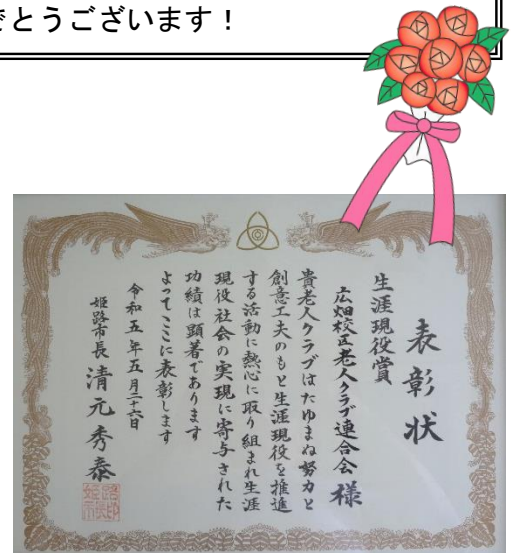 でとうございます！
表彰状
生涯現役賞
広畑校区老人クラブ連合会 様
貴老人クラブはたゆまぬ努力と
創意工夫のもと生涯現役を推進
する活動に熱心に取り組まれ生涯
現役社会の実現に寄与された
功績は顕著であります
よってここに表彰します
令和五年五月二十六日
姫路市長 清元秀泰